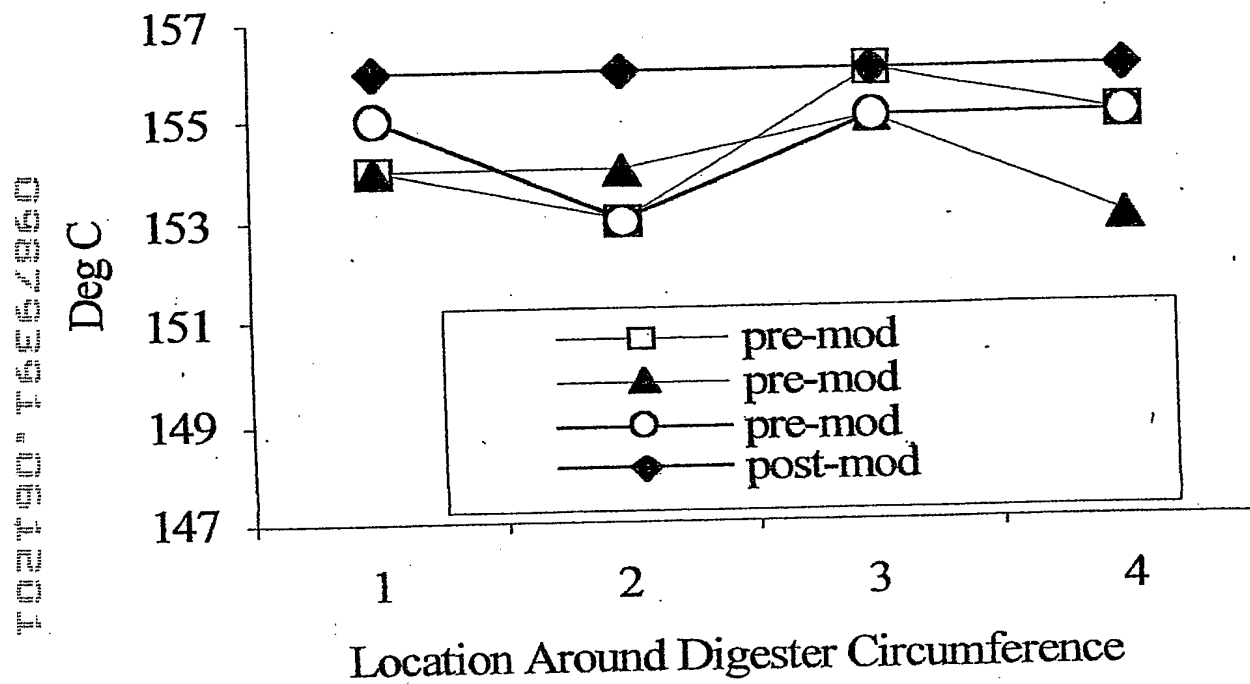 157
155
153
151
149
147
Deg C
pre-mod
pre-mod
pre-mod
post-mod
1 2 3 4
Location Around Digester Circumference